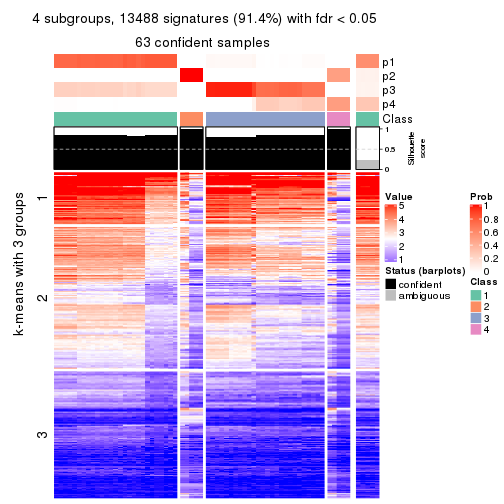 4 subgroups, 13488 signatures (91.4%) with fdr < 0.05
63 confident samples
p1
p2
p3
p4
Class
1
0.5
0
Silhouette
score
k-means with 3 groups
1
2
3
Value
5
4
3
2
1
Status (barplots)
confident
ambiguous
Prob
1
0.8
0.6
0.4
0.2
0
Class
1
2
3
4